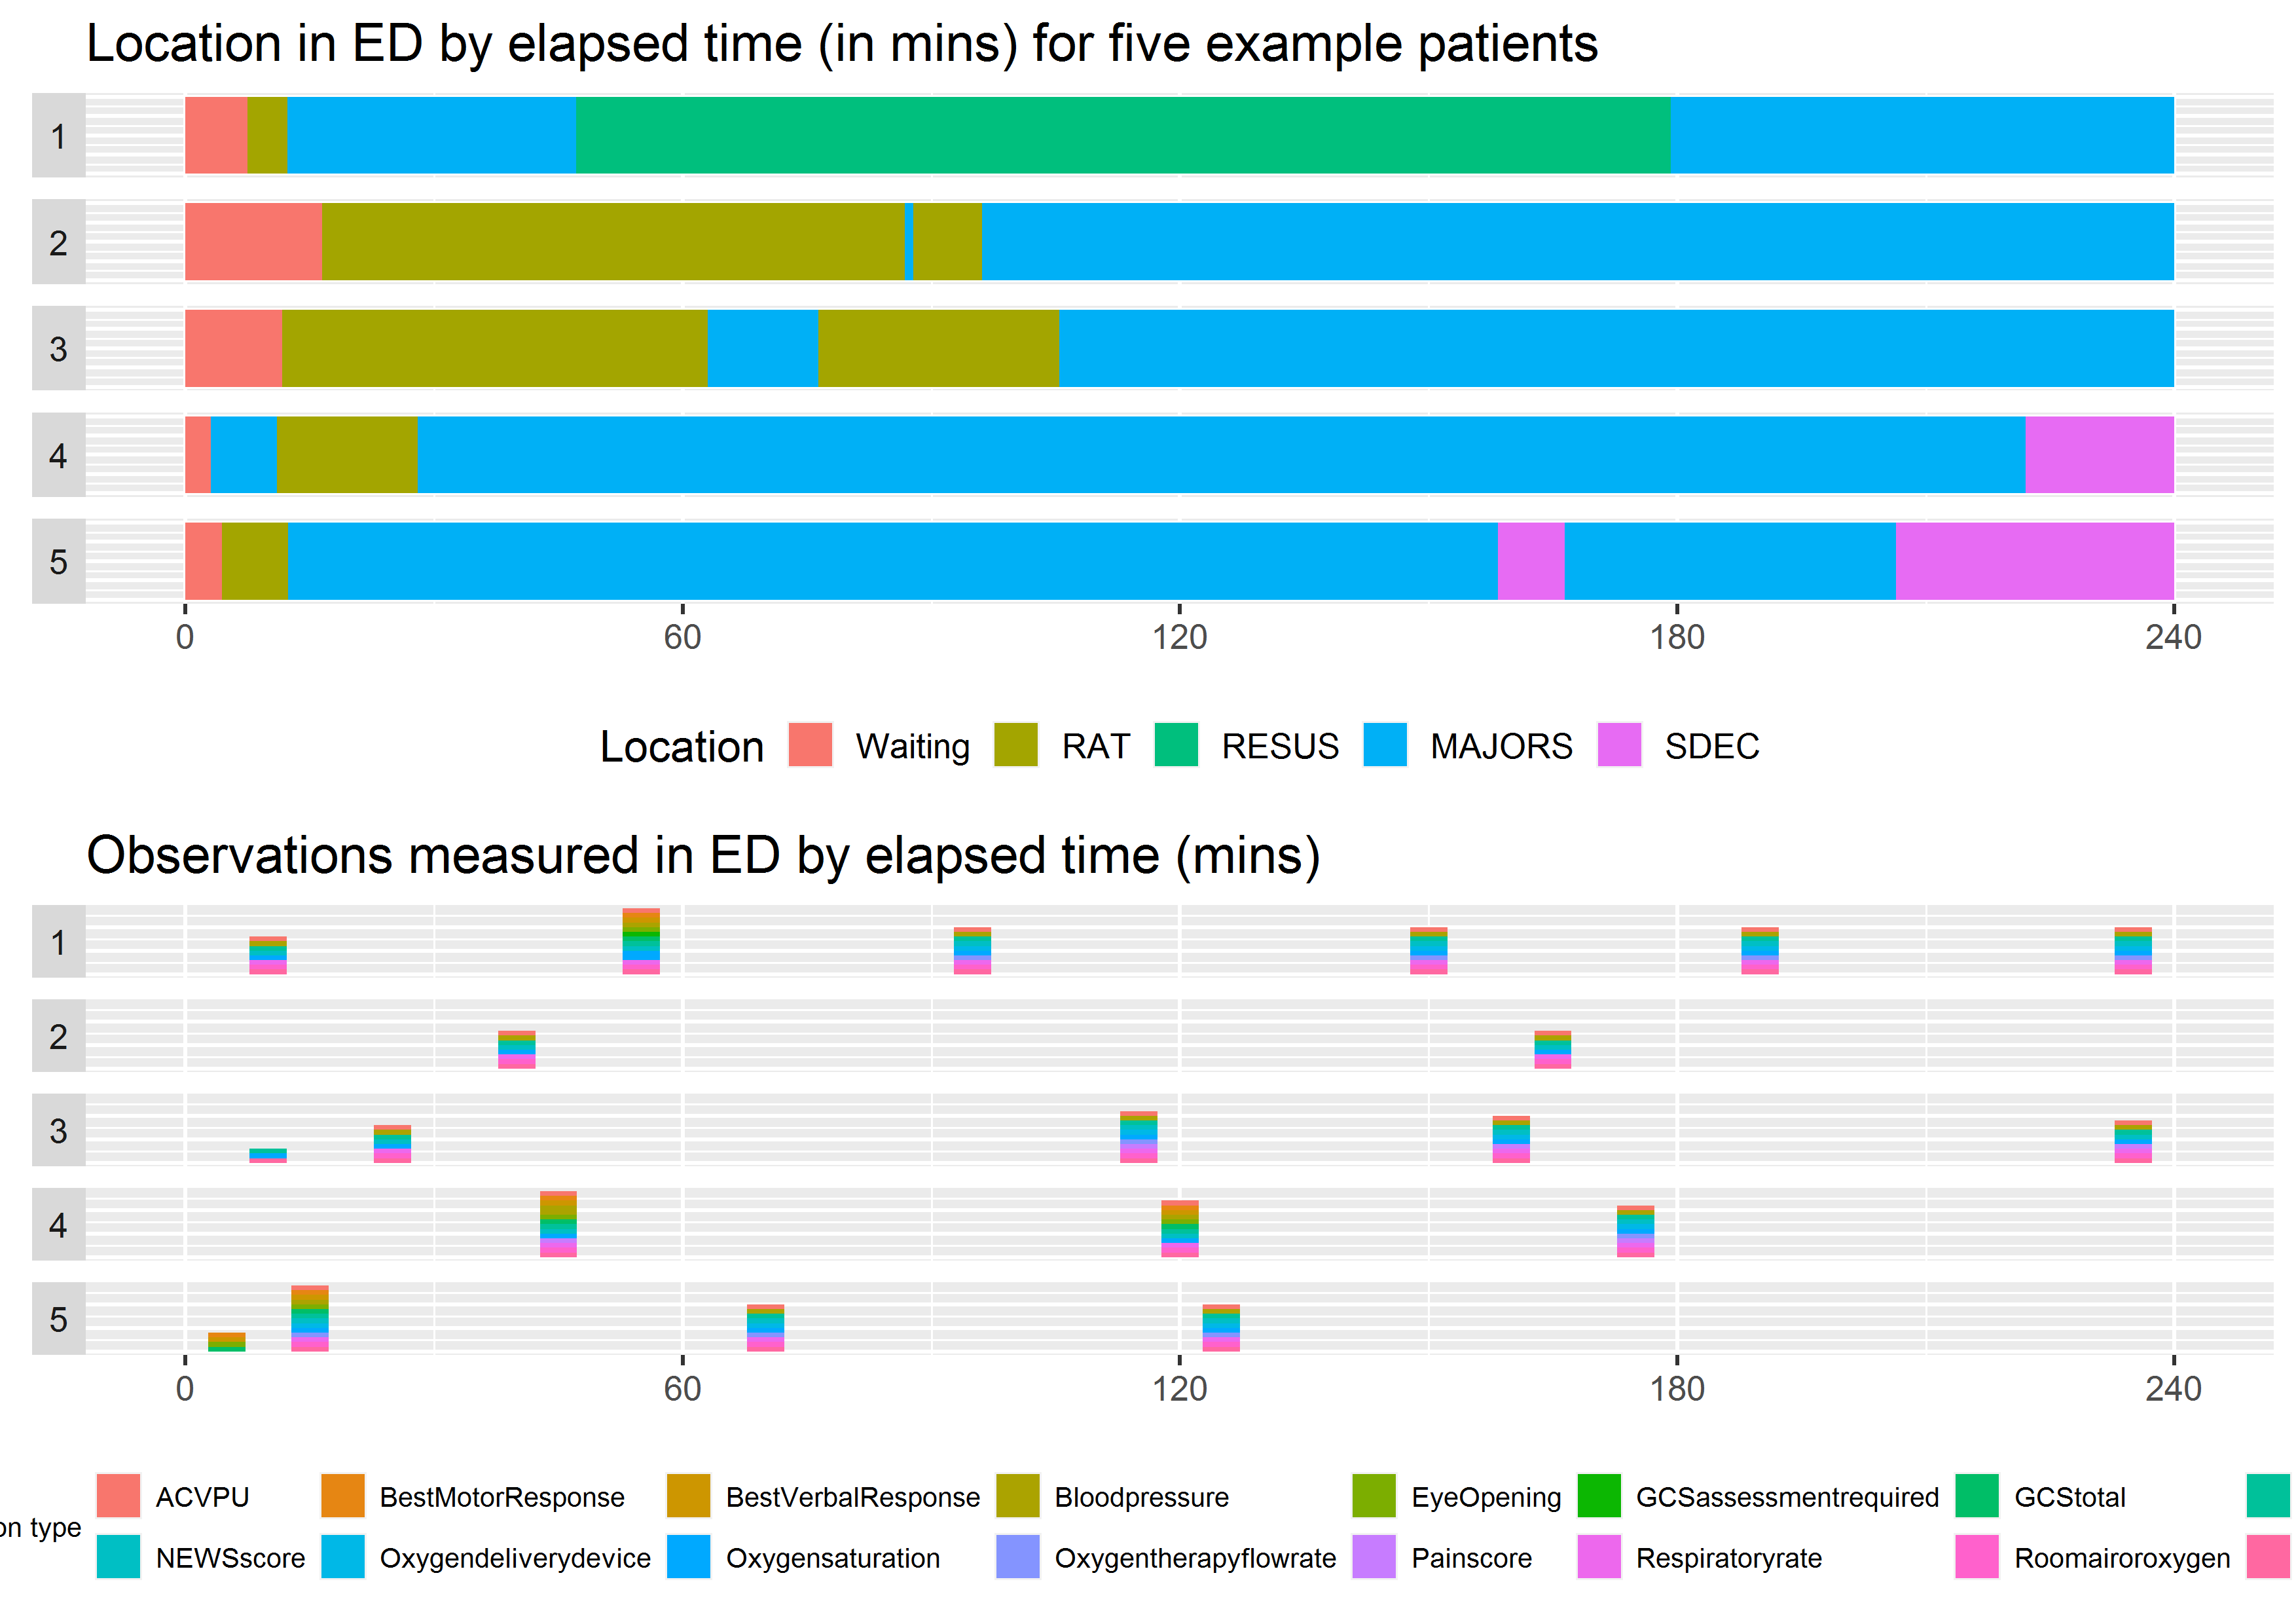 Location in ED by elapsed time (in mins) for five example patients
1
2
3
4
5
0 60 120 180 240
Location Waiting RAT RESUS MAJORS SDEC
Observations measured in ED by elapsed time (mins)
1
2
3
4
5
0 60 120 180 240
ACVPU BestMotorResponse BestVerbalResponse Bloodpressure EyeOpening GCSassessmentrequired GCStotal
on type
NEWSscore Oxygendeliverydevice Oxygensaturation Oxygentherapyflowrate Painscore Respiratoryrate Roomairoroxygen